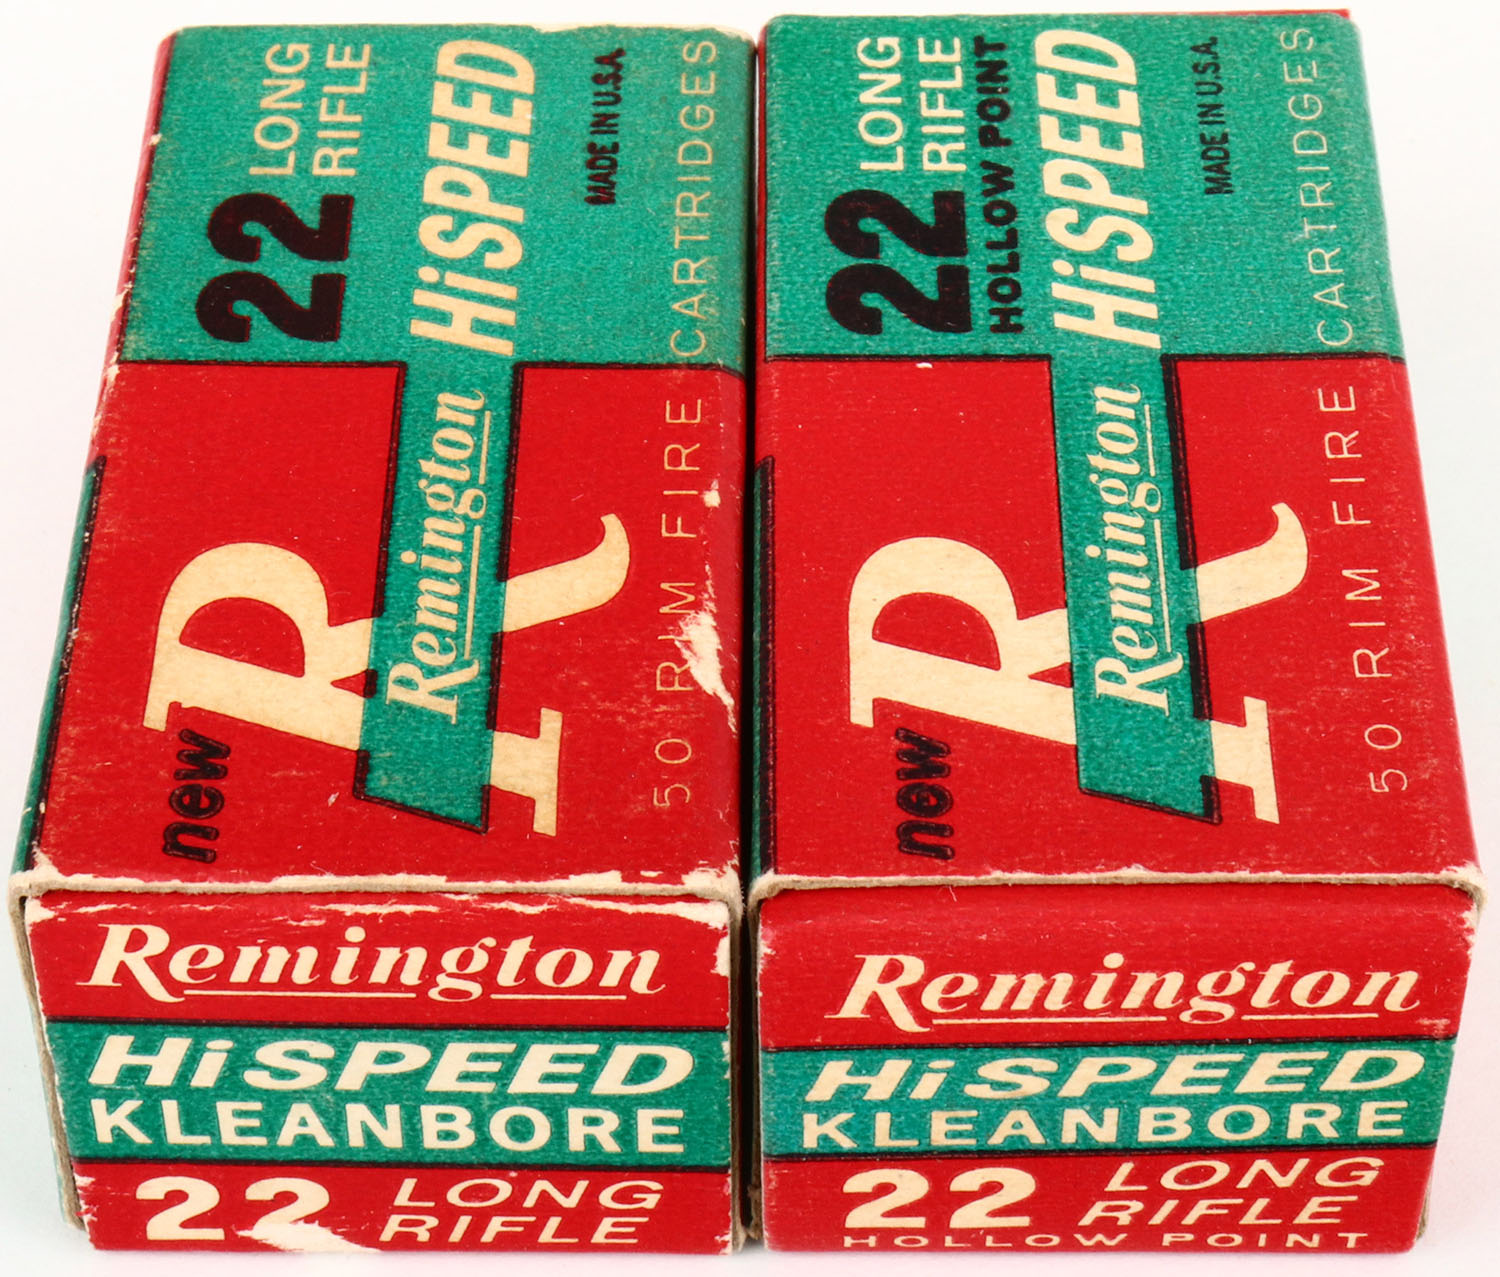 22 LONG
RIFLE
HiSPEED
MADE IN U.S.A.
Remington
R
new
50 RIM FIRE CARTRIDGES
Remington
HiSPEED
KLEANBORE
22 LONG
RIFLE
22 LONG
RIFLE
HOLLOW POINT
HiSPEED
MADE IN U.S.A.
Remington
R
new
50 RIM FIRE CARTRIDGES
Remington
HiSPEED
KLEANBORE
22 LONG
RIFLE
HOLLOW POINT